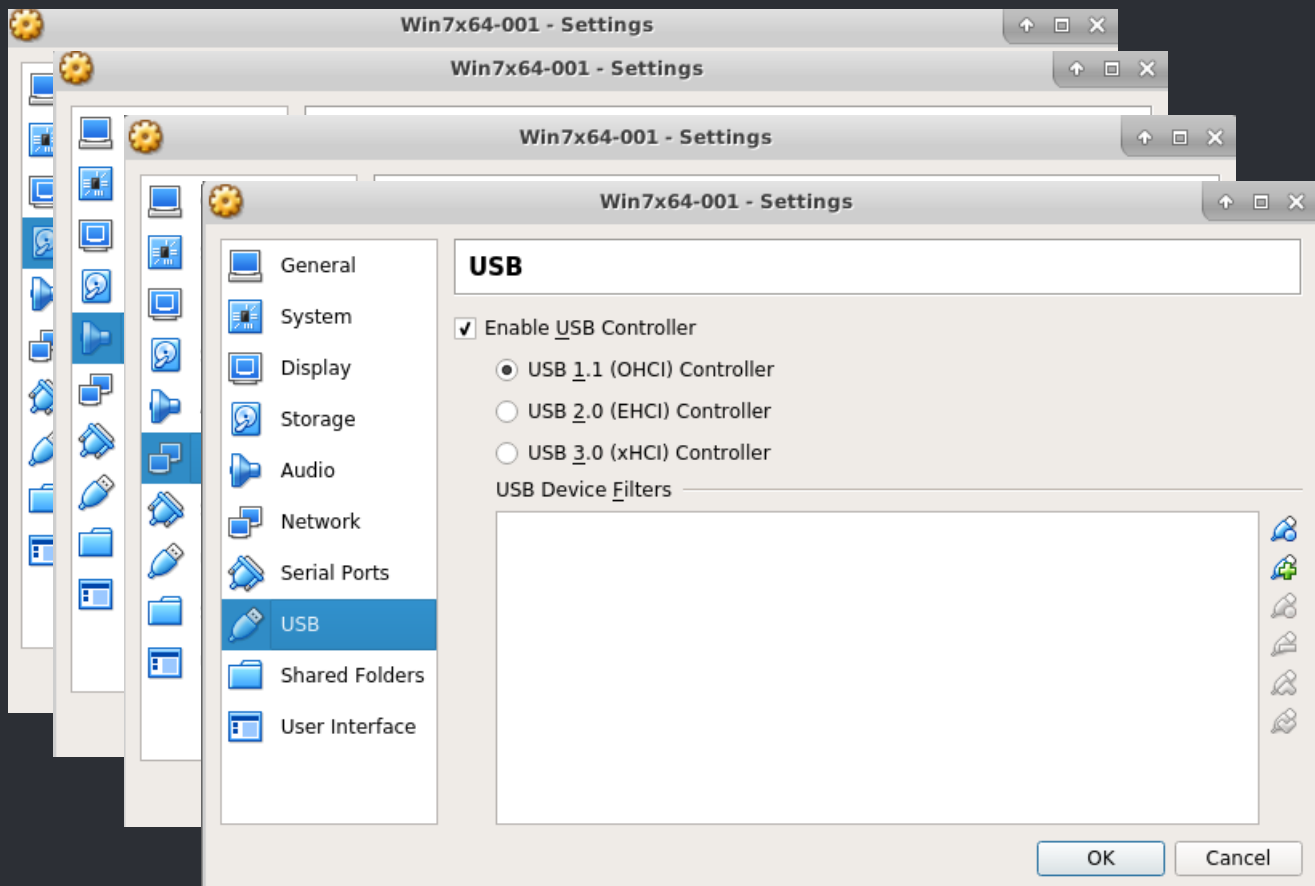 Win7x64-001 - Settings
Win7x64-001 - Settings
Win7x64-001 - Settings
Win7x64-001 - Settings
General
System
Display
Storage
Audio
Network
Serial Ports
USB
Shared Folders
User Interface
USB
Enable USB Controller
USB 1.1 (OHCI) Controller
USB 2.0 (EHCI) Controller
USB 3.0 (xHCI) Controller
USB Device Filters
OK
Cancel